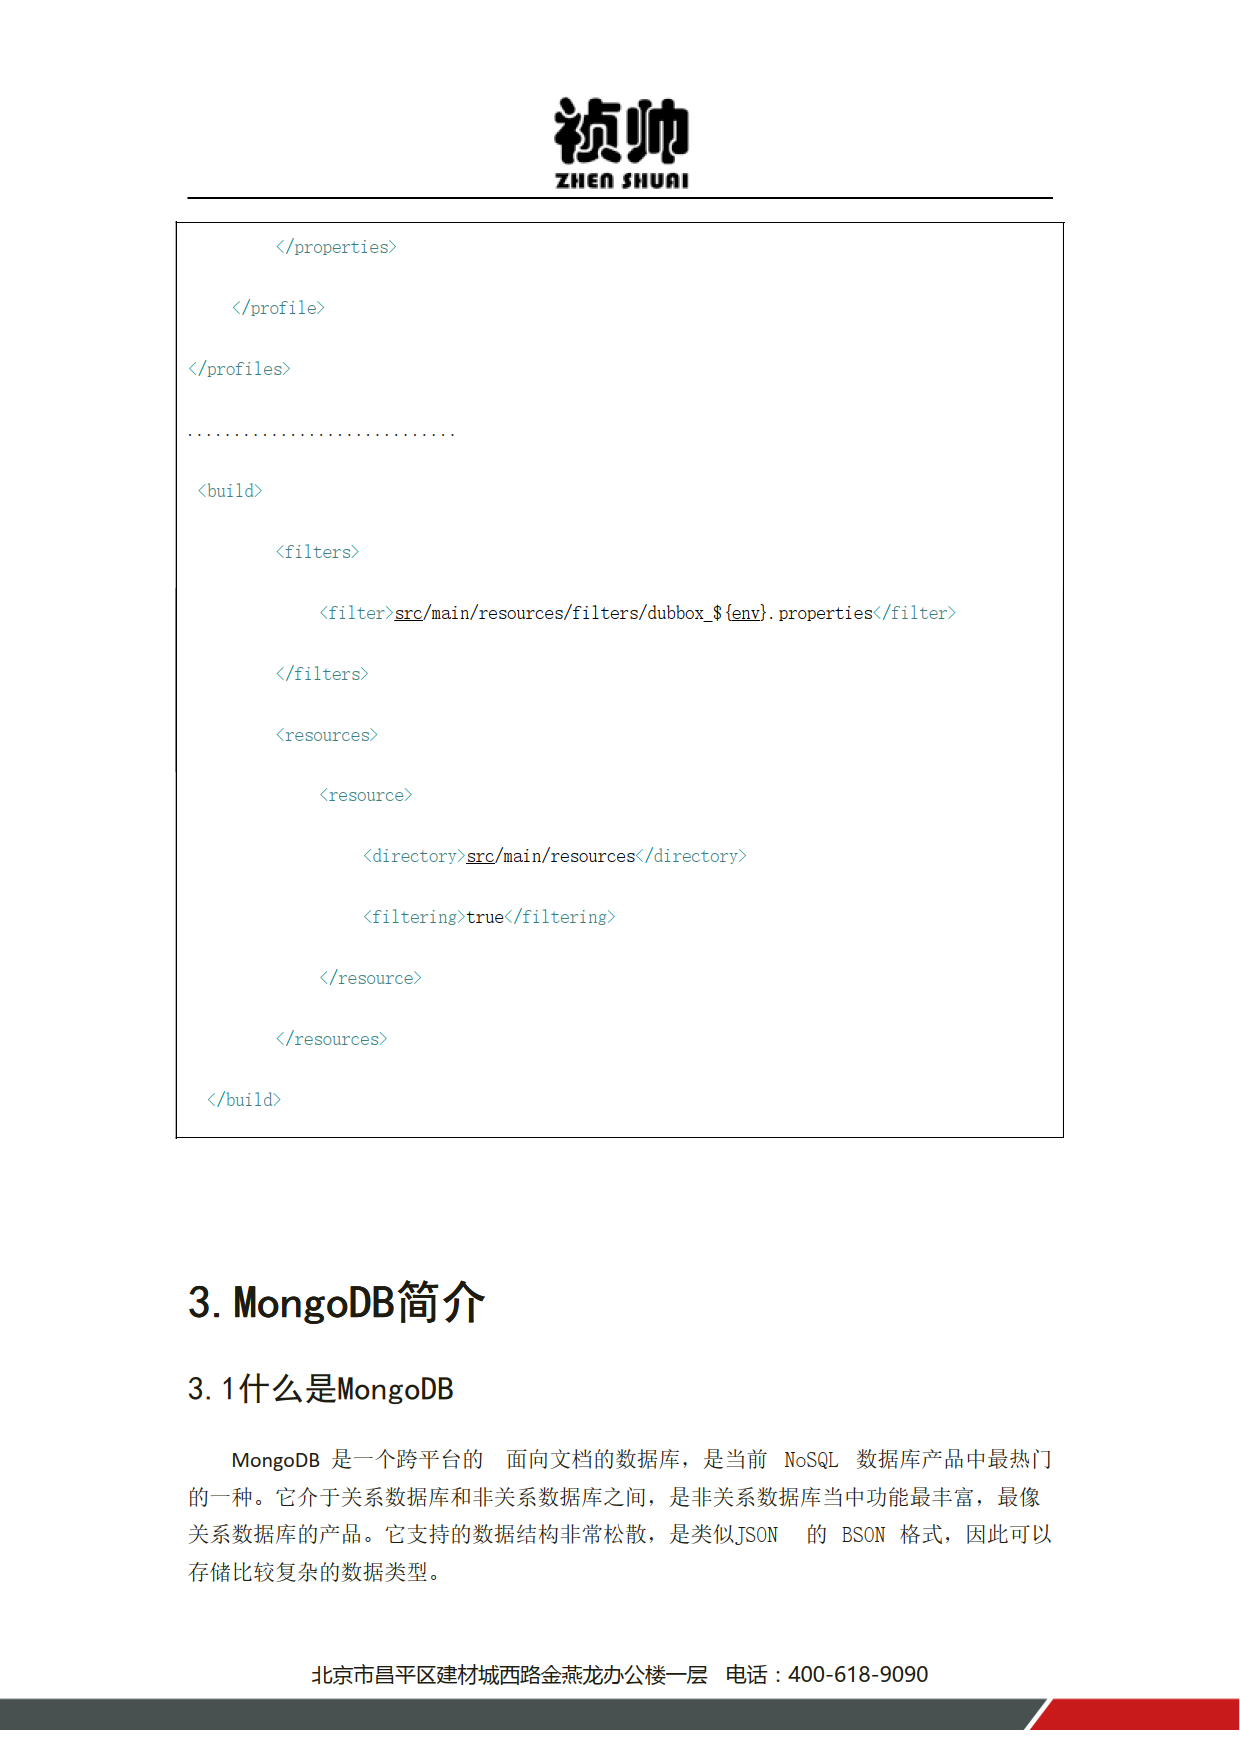 祯帅
ZHEN SHUAI
</properties>
</profile>
</profiles>
.............................
<build>
<filters>
<filter>src/main/resources/filters/dubbox_${env}.properties</filter>
</filters>
<resources>
<resource>
<directory>src/main/resources</directory>
<filtering>true</filtering>
</resource>
</resources>
</build>
3.MongoDB简介
3.1什么是MongoDB
MongoDB 是一个跨平台的 面向文档的数据库，是当前 NoSQL 数据库产品中最热门
的一种。它介于关系数据库和非关系数据库之间，是非关系数据库当中功能最丰富，最像
关系数据库的产品。它支持的数据结构非常松散，是类似JSON 的 BSON 格式，因此可以
存储比较复杂的数据类型。
北京市昌平区建材城西路金燕龙办公楼一层 电话：400-618-9090